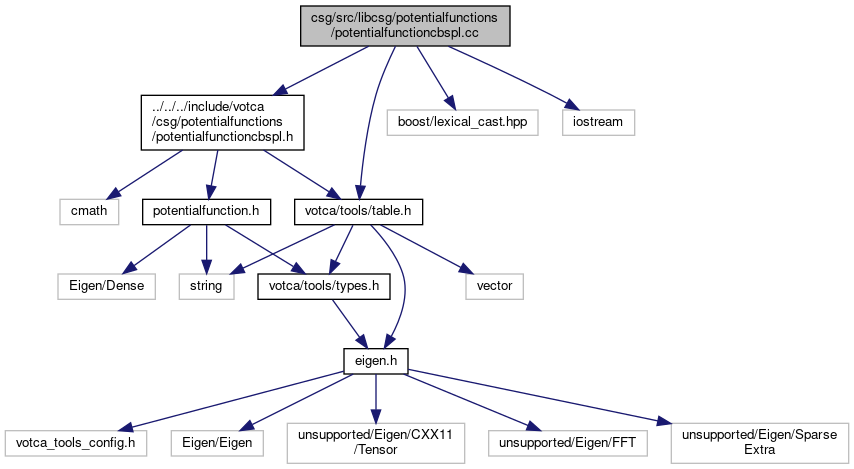 csg/src/libcsg/potentialfunctions
/potentialfunctioncbspl.cc
../../../include/votca
/csg/potentialfunctions
/potentialfunctioncbspl.h
boost/lexical_cast.hpp
iostream
cmath
potentialfunction.h
votca/tools/table.h
Eigen/Dense
string
votca/tools/types.h
vector
eigen.h
votca_tools_config.h
Eigen/Eigen
unsupported/Eigen/CXX11
/Tensor
unsupported/Eigen/FFT
unsupported/Eigen/Sparse
Extra